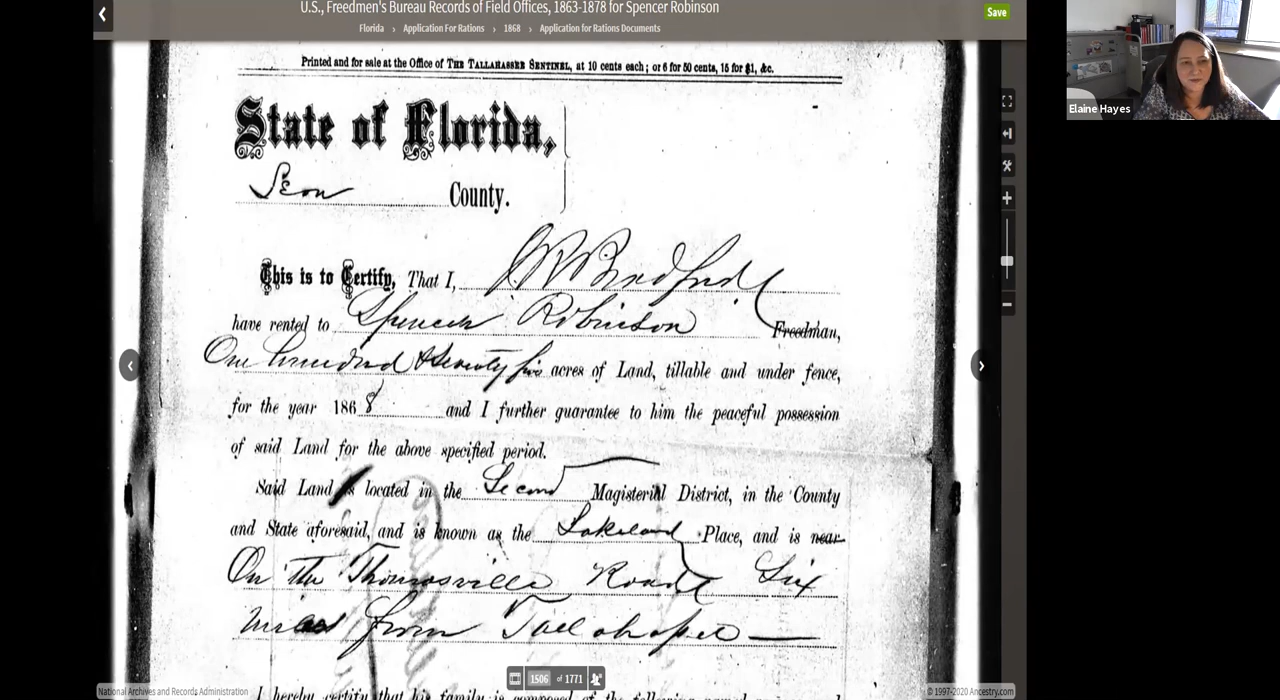 U.S., Freedmen's Bureau Records of Field Offices, 1863-1878 for Spencer Robinson
Save
Florida › Application For Rations › 1868 › Application for Rations Documents
Elaine Hayes
Printed and for sale at the Office of THE TALLAHASSEE SENTINEL, at 10 cents each; or 6 for 50 cents, 15 for $1, &c.
State of Florida,
Leon County.
This is to Certify, That I, Bradford
have rented to Spencer Robinson Freedman,
One hundred & Seventy five acres of Land, tillable and under fence,
for the year 1868 and I further guarantee to him the peaceful possession
of said Land for the above specified period.
Said Land is located in the Second Magisterial District, in the County
and State aforesaid, and is known as the Lakeland Place, and is near
On The Thomasville Road Six
miles from Tallahassee
1506 of 1771
I hereby certify that his family is composed of the following named
National Archives and Records Administration
© 1997-2020 Ancestry.com